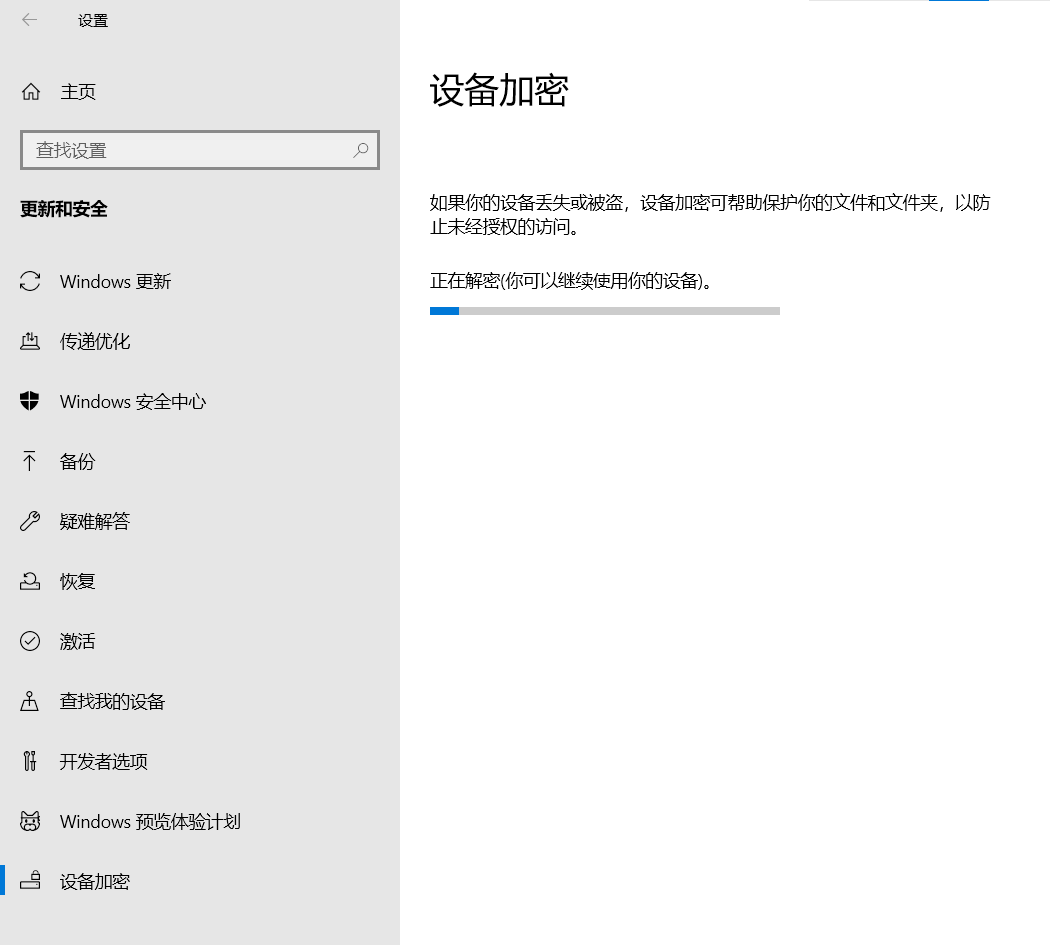 设置
主页
查找设置
更新和安全
Windows 更新
传递优化
Windows 安全中心
备份
疑难解答
恢复
激活
查找我的设备
开发者选项
Windows 预览体验计划
设备加密
设备加密
如果你的设备丢失或被盗，设备加密可帮助保护你的文件和文件夹，以防
止未经授权的访问。
正在解密(你可以继续使用你的设备)。